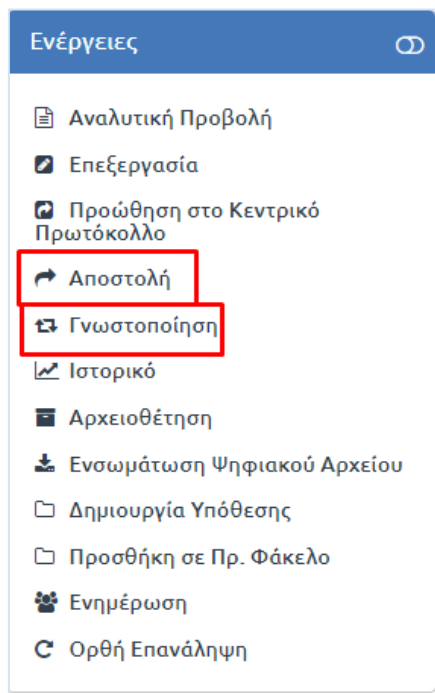 Ενέργειες
Αναλυτική Προβολή
Επεξεργασία
Προώθηση στο Κεντρικό
Πρωτόκολλο
Αποστολή
Γνωστοποίηση
Ιστορικό
Αρχειοθέτηση
Ενσωμάτωση Ψηφιακού Αρχείου
Δημιουργία Υπόθεσης
Προσθήκη σε Πρ. Φάκελο
Ενημέρωση
Ορθή Επανάληψη